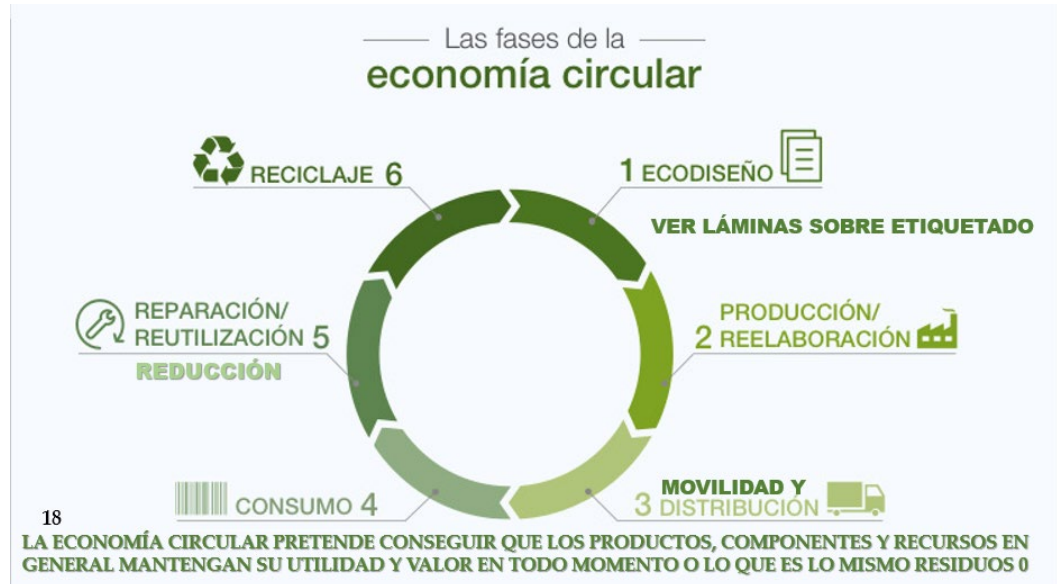 Las fases de la
economía circular
RECICLAJE 6
1 ECODISEÑO
VER LÁMINAS SOBRE ETIQUETADO
REPARACIÓN/
REUTILIZACIÓN 5
REDUCCIÓN
PRODUCCIÓN/
2 REELABORACIÓN
CONSUMO 4
MOVILIDAD Y
3 DISTRIBUCIÓN
18
LA ECONOMÍA CIRCULAR PRETENDE CONSEGUIR QUE LOS PRODUCTOS, COMPONENTES Y RECURSOS EN
GENERAL MANTENGAN SU UTILIDAD Y VALOR EN TODO MOMENTO O LO QUE ES LO MISMO RESIDUOS 0